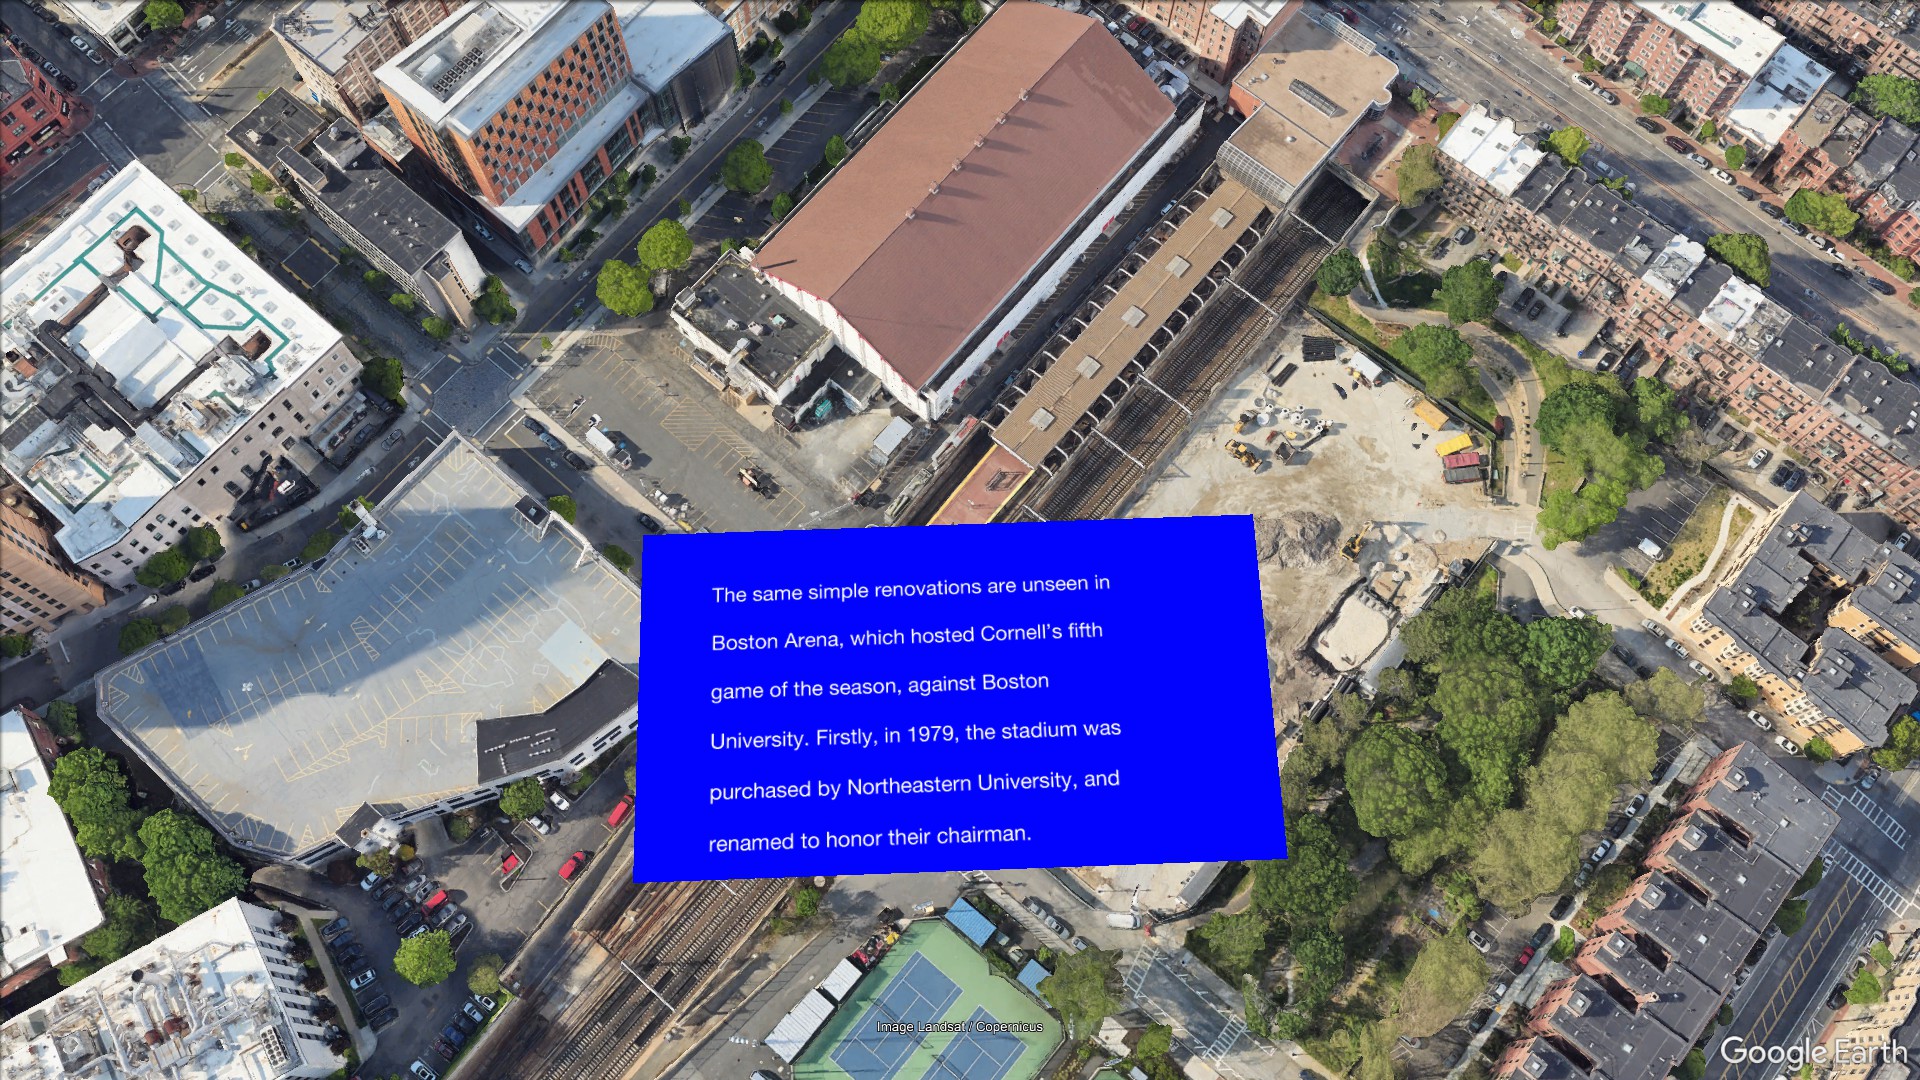 The same simple renovations are unseen in
Boston Arena, which hosted Cornell's fifth
game of the season, against Boston
University. Firstly, in 1979, the stadium was
purchased by Northeastern University, and
renamed to honor their chairman.
Image Landsat / Copernicus
Google Earth